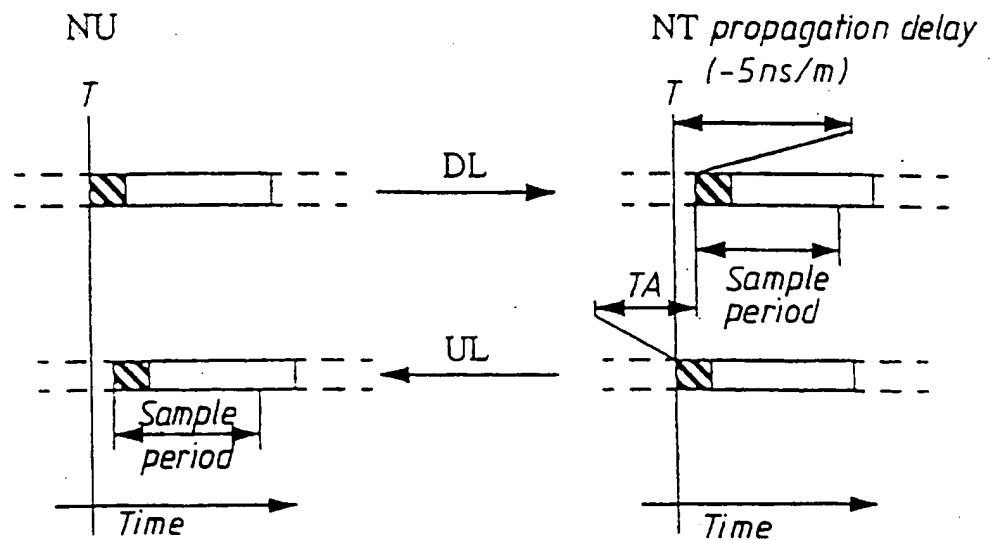 NU
NT propagation delay
(-5ns/m)
T
T
DL
Sample
period
TA
UL
Sample
period
Time
Time